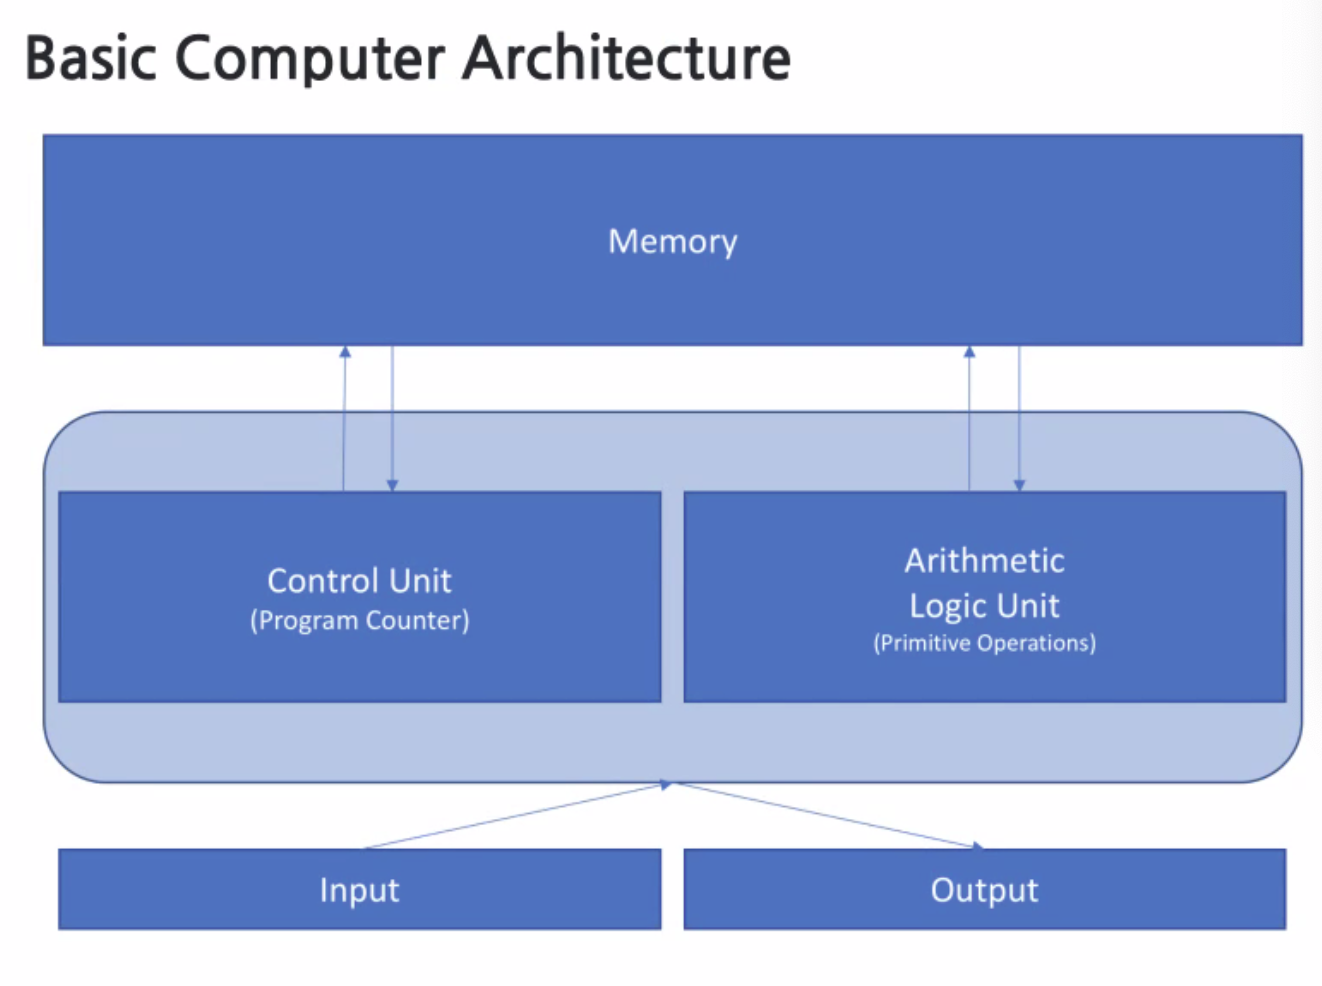 Basic Computer Architecture
Memory
Control Unit
(Program Counter)
Arithmetic
Logic Unit
(Primitive Operations)
Input
Output